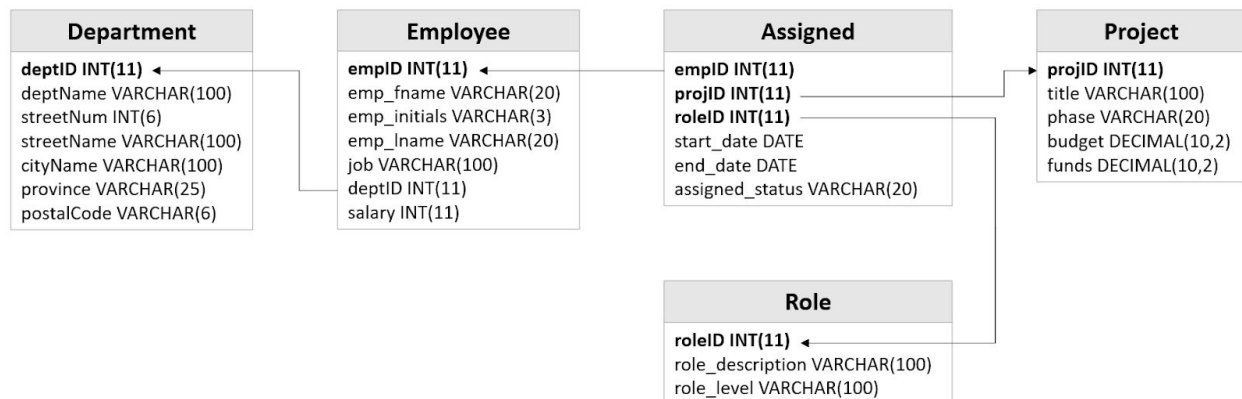 Department
deptID INT(11)
deptName VARCHAR(100)
streetNum INT(6)
streetName VARCHAR(100)
cityName VARCHAR(100)
province VARCHAR(25)
postalCode VARCHAR(6)
Employee
empID INT(11)
emp_fname VARCHAR(20)
emp_initials VARCHAR(3)
emp_lname VARCHAR(20)
job VARCHAR(100)
deptID INT(11)
salary INT(11)
Assigned
empID INT(11)
projID INT(11)
roleID INT(11)
start_date DATE
end_date DATE
assigned_status VARCHAR(20)
Project
projID INT(11)
title VARCHAR(100)
phase VARCHAR(20)
budget DECIMAL(10,2)
funds DECIMAL(10,2)
Role
roleID INT(11)
role_description VARCHAR(100)
role_level VARCHAR(100)